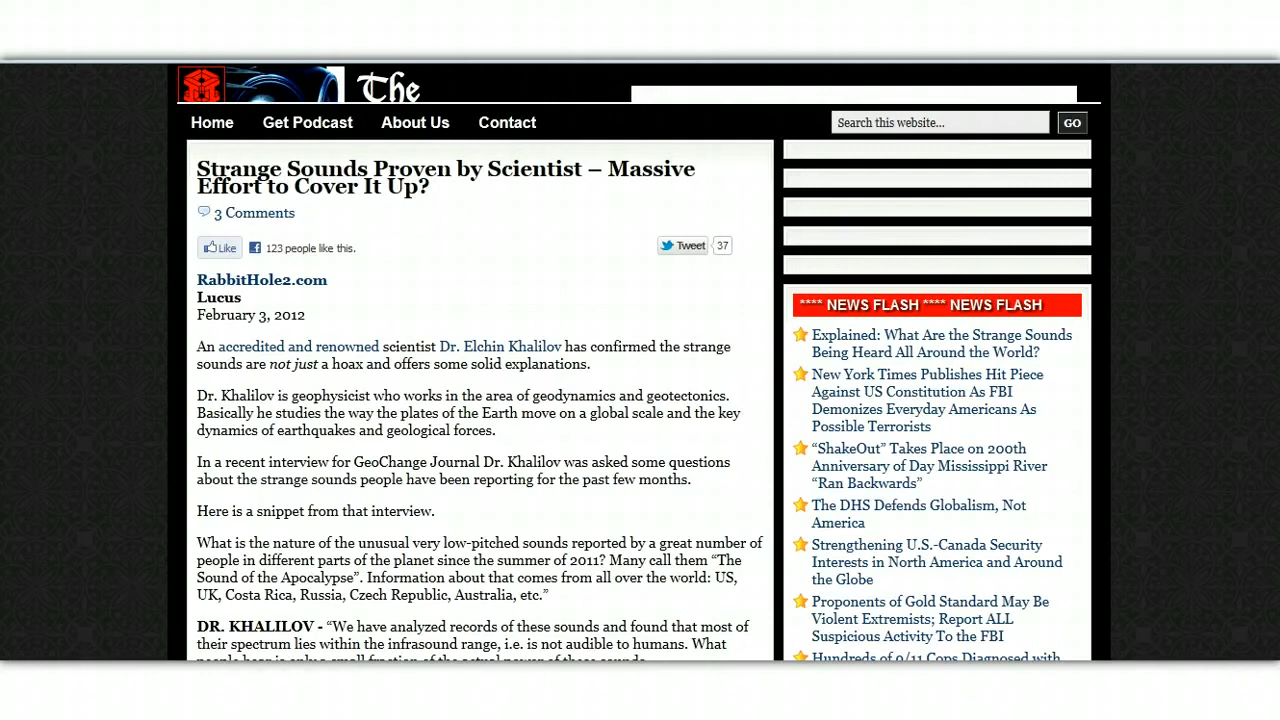 The
Home Get Podcast About Us Contact
Search this website...
GO
Strange Sounds Proven by Scientist – Massive
Effort to Cover It Up?
3 Comments
Like
123 people like this.
Tweet
37
RabbitHole2.com
Lucus
February 3, 2012
An accredited and renowned scientist Dr. Elchin Khalilov has confirmed the strange
sounds are not just a hoax and offers some solid explanations.
Dr. Khalilov is geophysicist who works in the area of geodynamics and geotectonics.
Basically he studies the way the plates of the Earth move on a global scale and the key
dynamics of earthquakes and geological forces.
In a recent interview for GeoChange Journal Dr. Khalilov was asked some questions
about the strange sounds people have been reporting for the past few months.
Here is a snippet from that interview.
What is the nature of the unusual very low-pitched sounds reported by a great number of
people in different parts of the planet since the summer of 2011? Many call them “The
Sound of the Apocalypse”. Information about that comes from all over the world: US,
UK, Costa Rica, Russia, Czech Republic, Australia, etc.”
DR. KHALILOV - “We have analyzed records of these sounds and found that most of
their spectrum lies within the infrasound range, i.e. is not audible to humans. What
people hear is only a small fraction of the actual power of these sounds.
**** NEWS FLASH **** NEWS FLASH
Explained: What Are the Strange Sounds
Being Heard All Around the World?
New York Times Publishes Hit Piece
Against US Constitution As FBI
Demonizes Everyday Americans As
Possible Terrorists
“ShakeOut” Takes Place on 200th
Anniversary of Day Mississippi River
“Ran Backwards”
The DHS Defends Globalism, Not
America
Strengthening U.S.-Canada Security
Interests in North America and Around
the Globe
Proponents of Gold Standard May Be
Violent Extremists; Report ALL
Suspicious Activity To the FBI
Hundreds of 9/11 Cops Diagnosed with